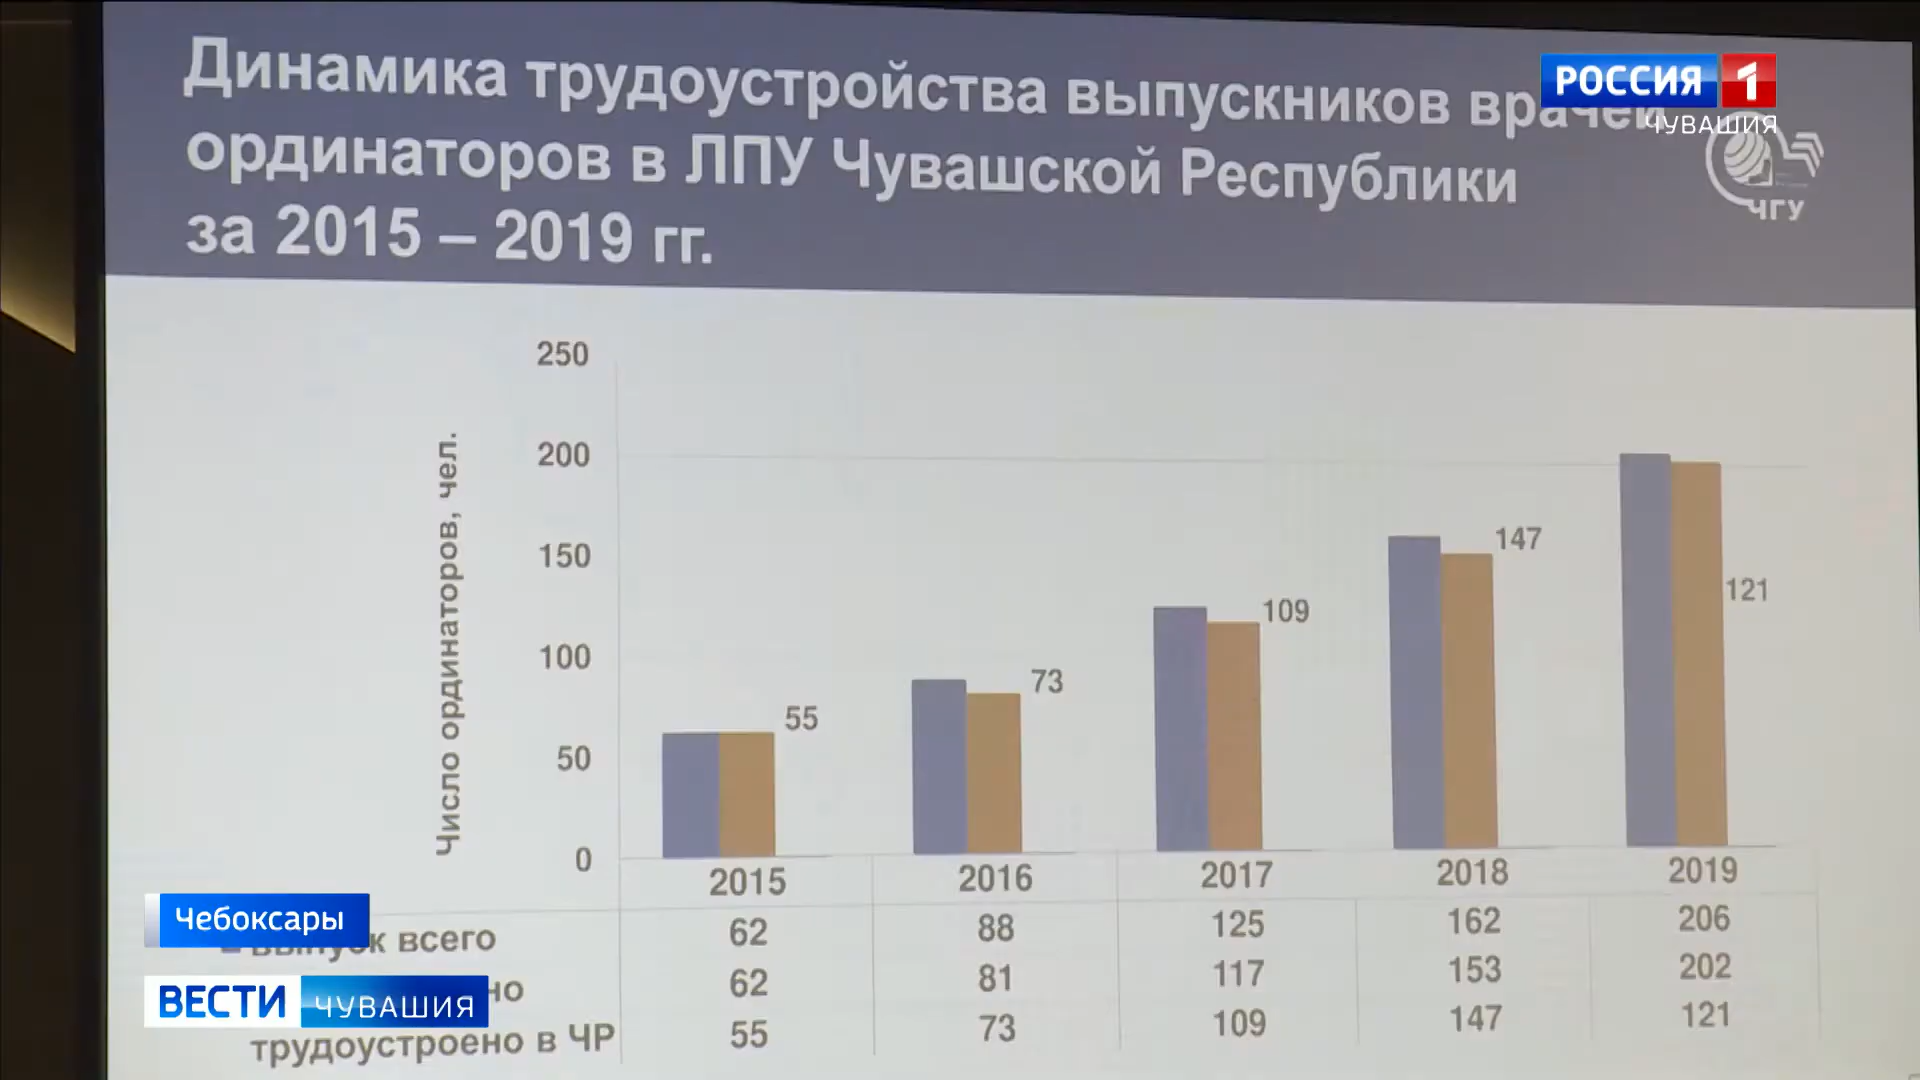 Динамика трудоустройства выпускников врачей
ординаторов в ЛПУ Чувашской Республики
за 2015 – 2019 гг.
РОССИЯ 1
ЧУВАШИЯ
ЧГУ
Число ординаторов, чел.
250
200
150
100
50
0
55
73
109
147
121
2015 2016 2017 2018 2019
выпуск всего 62 88 125 162 206
62 81 117 153 202
трудоустроено в ЧР 55 73 109 147 121
Чебоксары
ВЕСТИ ЧУВАШИЯ